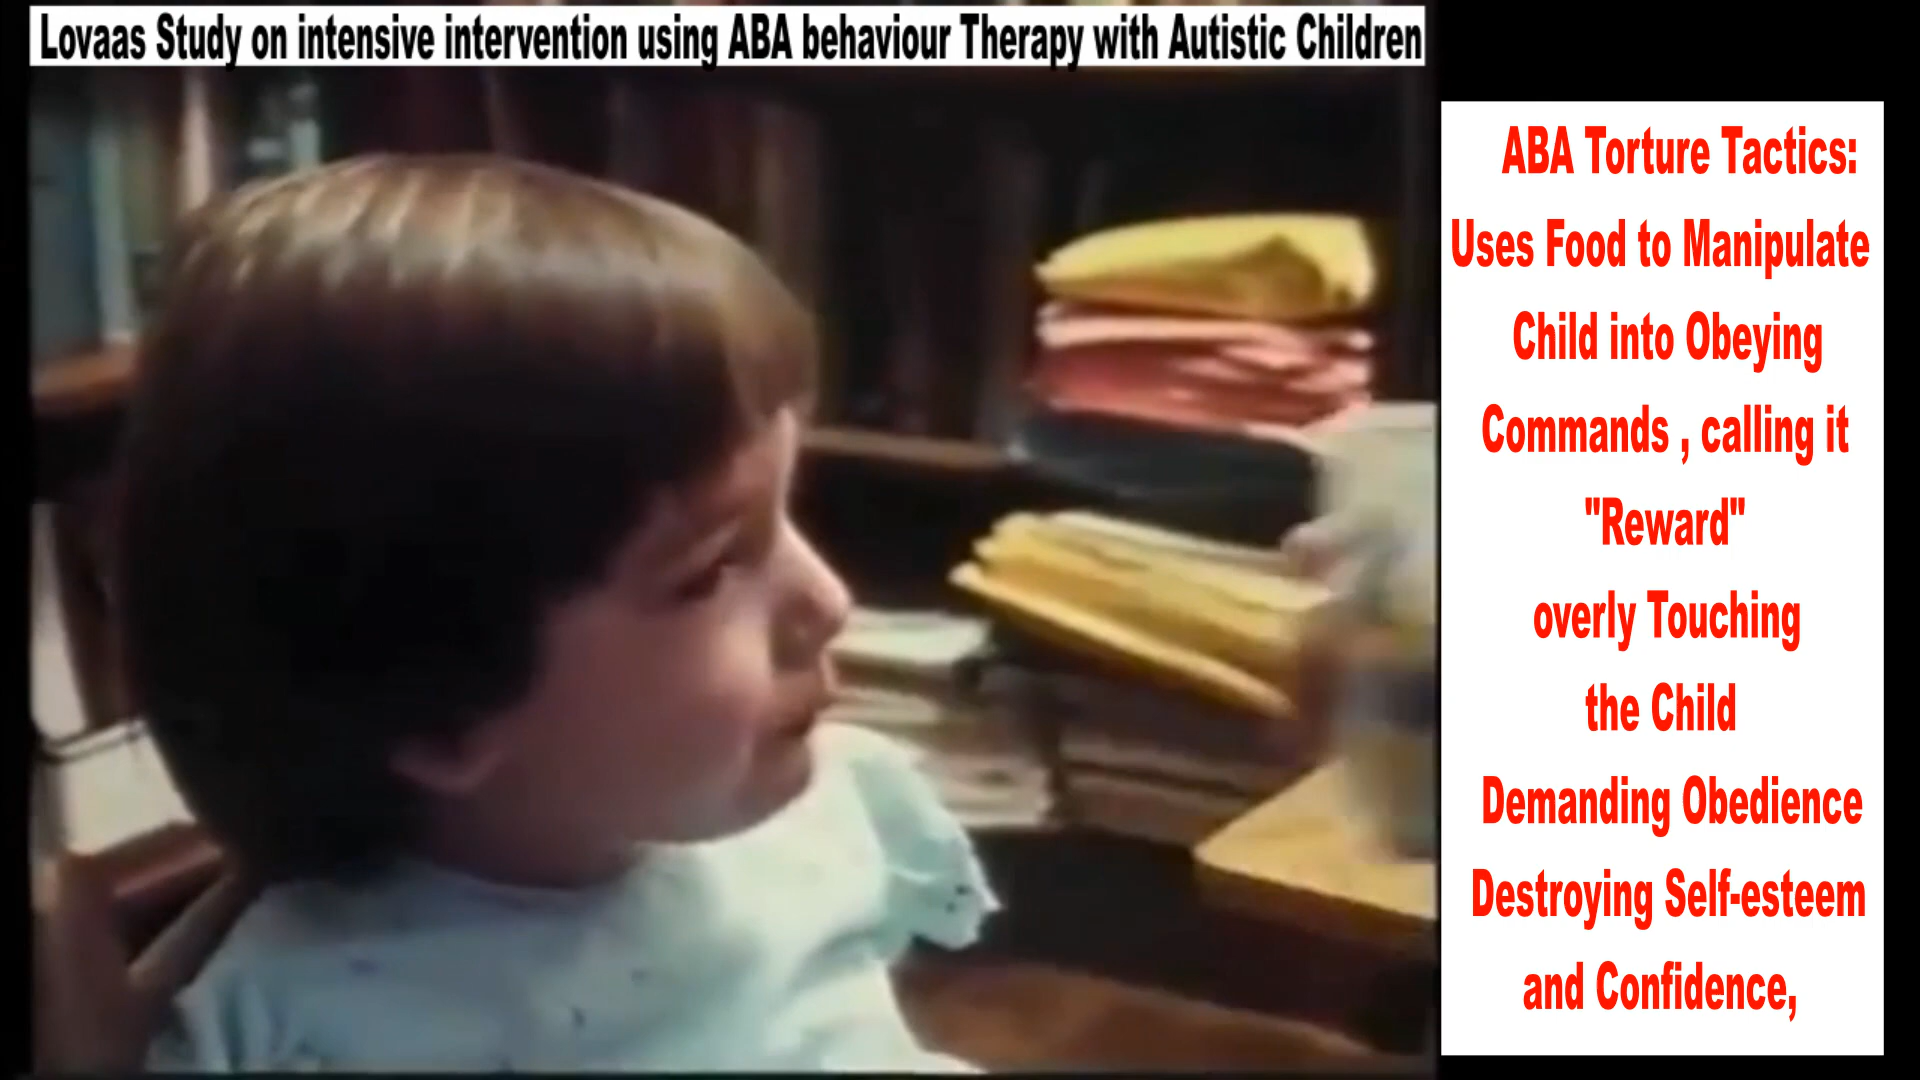 Lovaas Study on intensive intervention using ABA behaviour Therapy with Autistic Children
ABA Torture Tactics:
Uses Food to Manipulate
Child into Obeying
Commands , calling it
"Reward"
overly Touching
the Child
Demanding Obedience
Destroying Self-esteem
and Confidence,